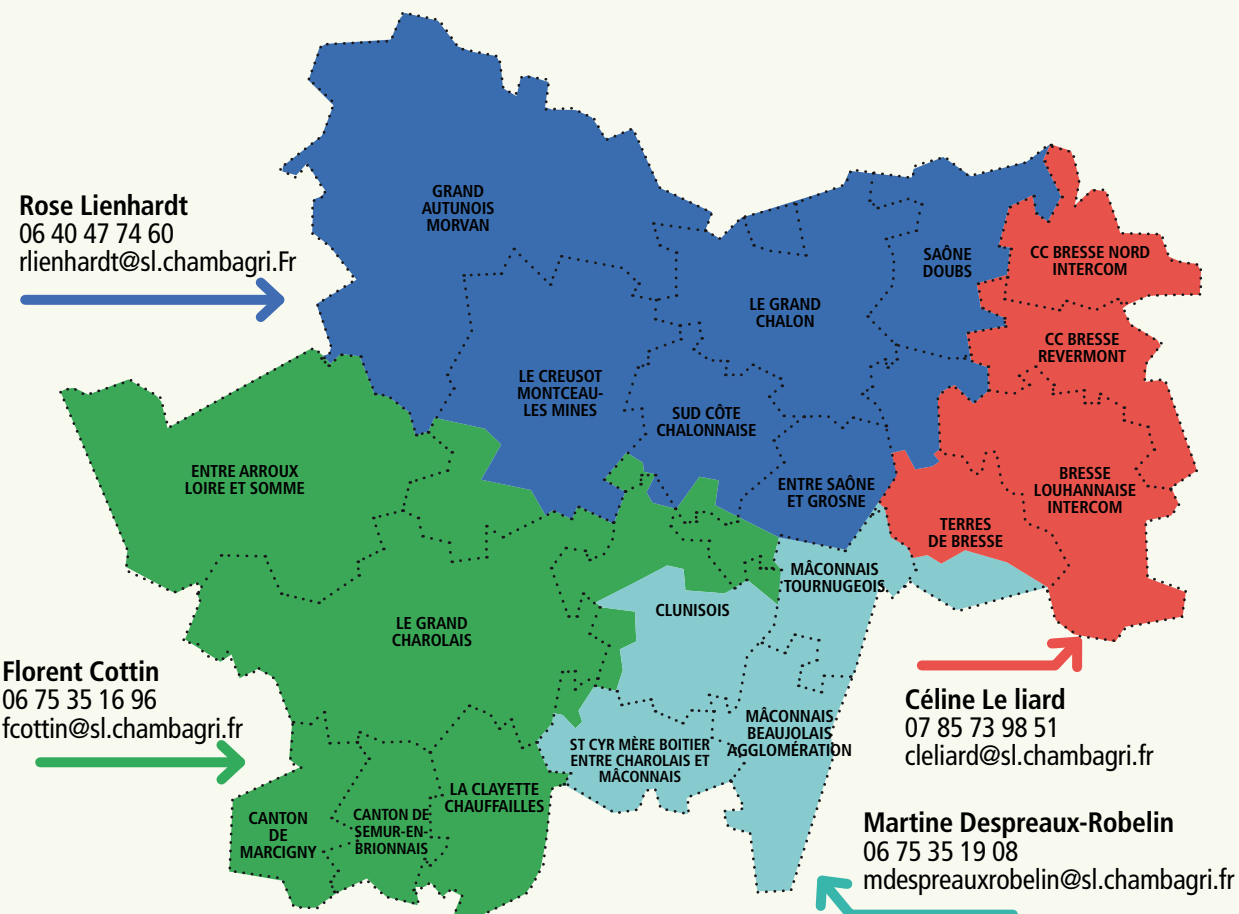 Rose Lienhardt
06 40 47 74 60
rlienhardt@sl.chambagri.Fr
GRAND
AUTUNOIS
MORVAN
LE CREUSOT
MONTCEAU-
LES MINES
LE GRAND
CHALON
SAÔNE
DOUBS
CC BRESSE NORD
INTERCOM
CC BRESSE
REVERMONT
SUD CÔTE
CHALONNAISE
ENTRE SAÔNE
ET GROSNE
BRESSE
LOUHANNAISE
INTERCOM
TERRES
DE BRESSE
ENTRE ARROUX
LOIRE ET SOMME
MÂCONNAIS
TOURNUGEOIS
CLUNISOIS
LE GRAND
CHAROLAIS
Florent Cottin
06 75 35 16 96
fcottin@sl.chambagri.fr
Céline Le liard
07 85 73 98 51
cleliard@sl.chambagri.fr
MÂCONNAIS
BEAUJOLAIS
AGGLOMÉRATION
ST CYR MÈRE BOITIER
ENTRE CHAROLAIS ET
MÂCONNAIS
LA CLAYETTE
CHAUFFAILLES
CANTON DE
SEMUR-EN-
BRIONNAIS
CANTON
DE
MARCIGNY
Martine Despreaux-Robelin
06 75 35 19 08
mdespreauxrobelin@sl.chambagri.fr